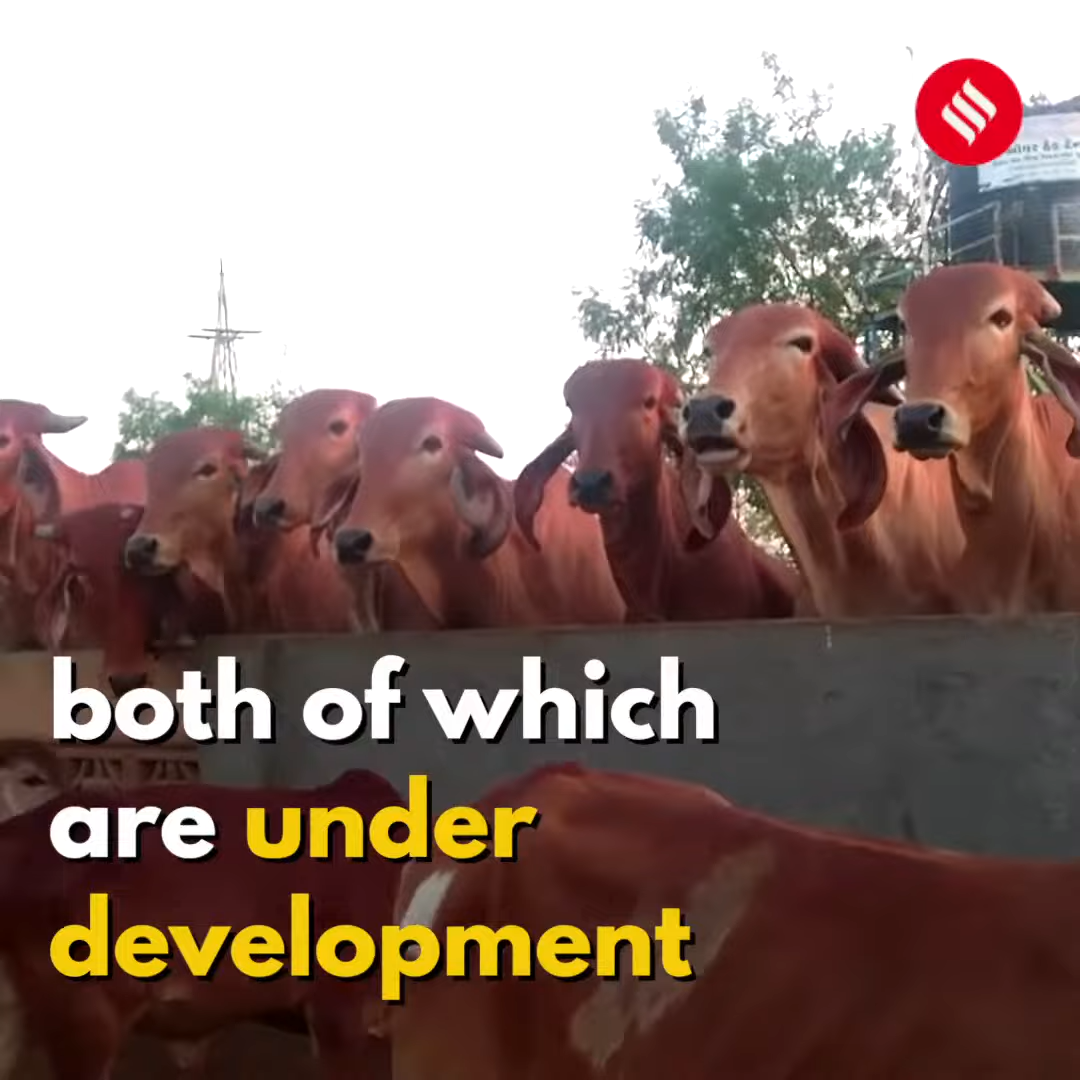 both of which
are under
development